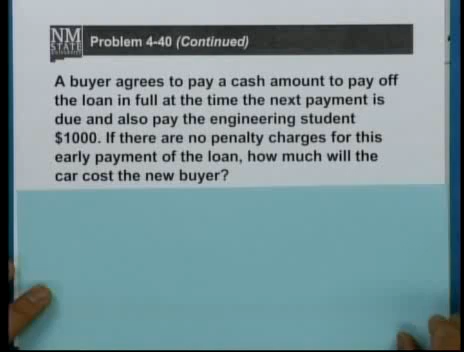 NM
STATE
Problem 4-40 (Continued)
A buyer agrees to pay a cash amount to pay off
the loan in full at the time the next payment is
due and also pay the engineering student
$1000. If there are no penalty charges for this
early payment of the loan, how much will the
car cost the new buyer?